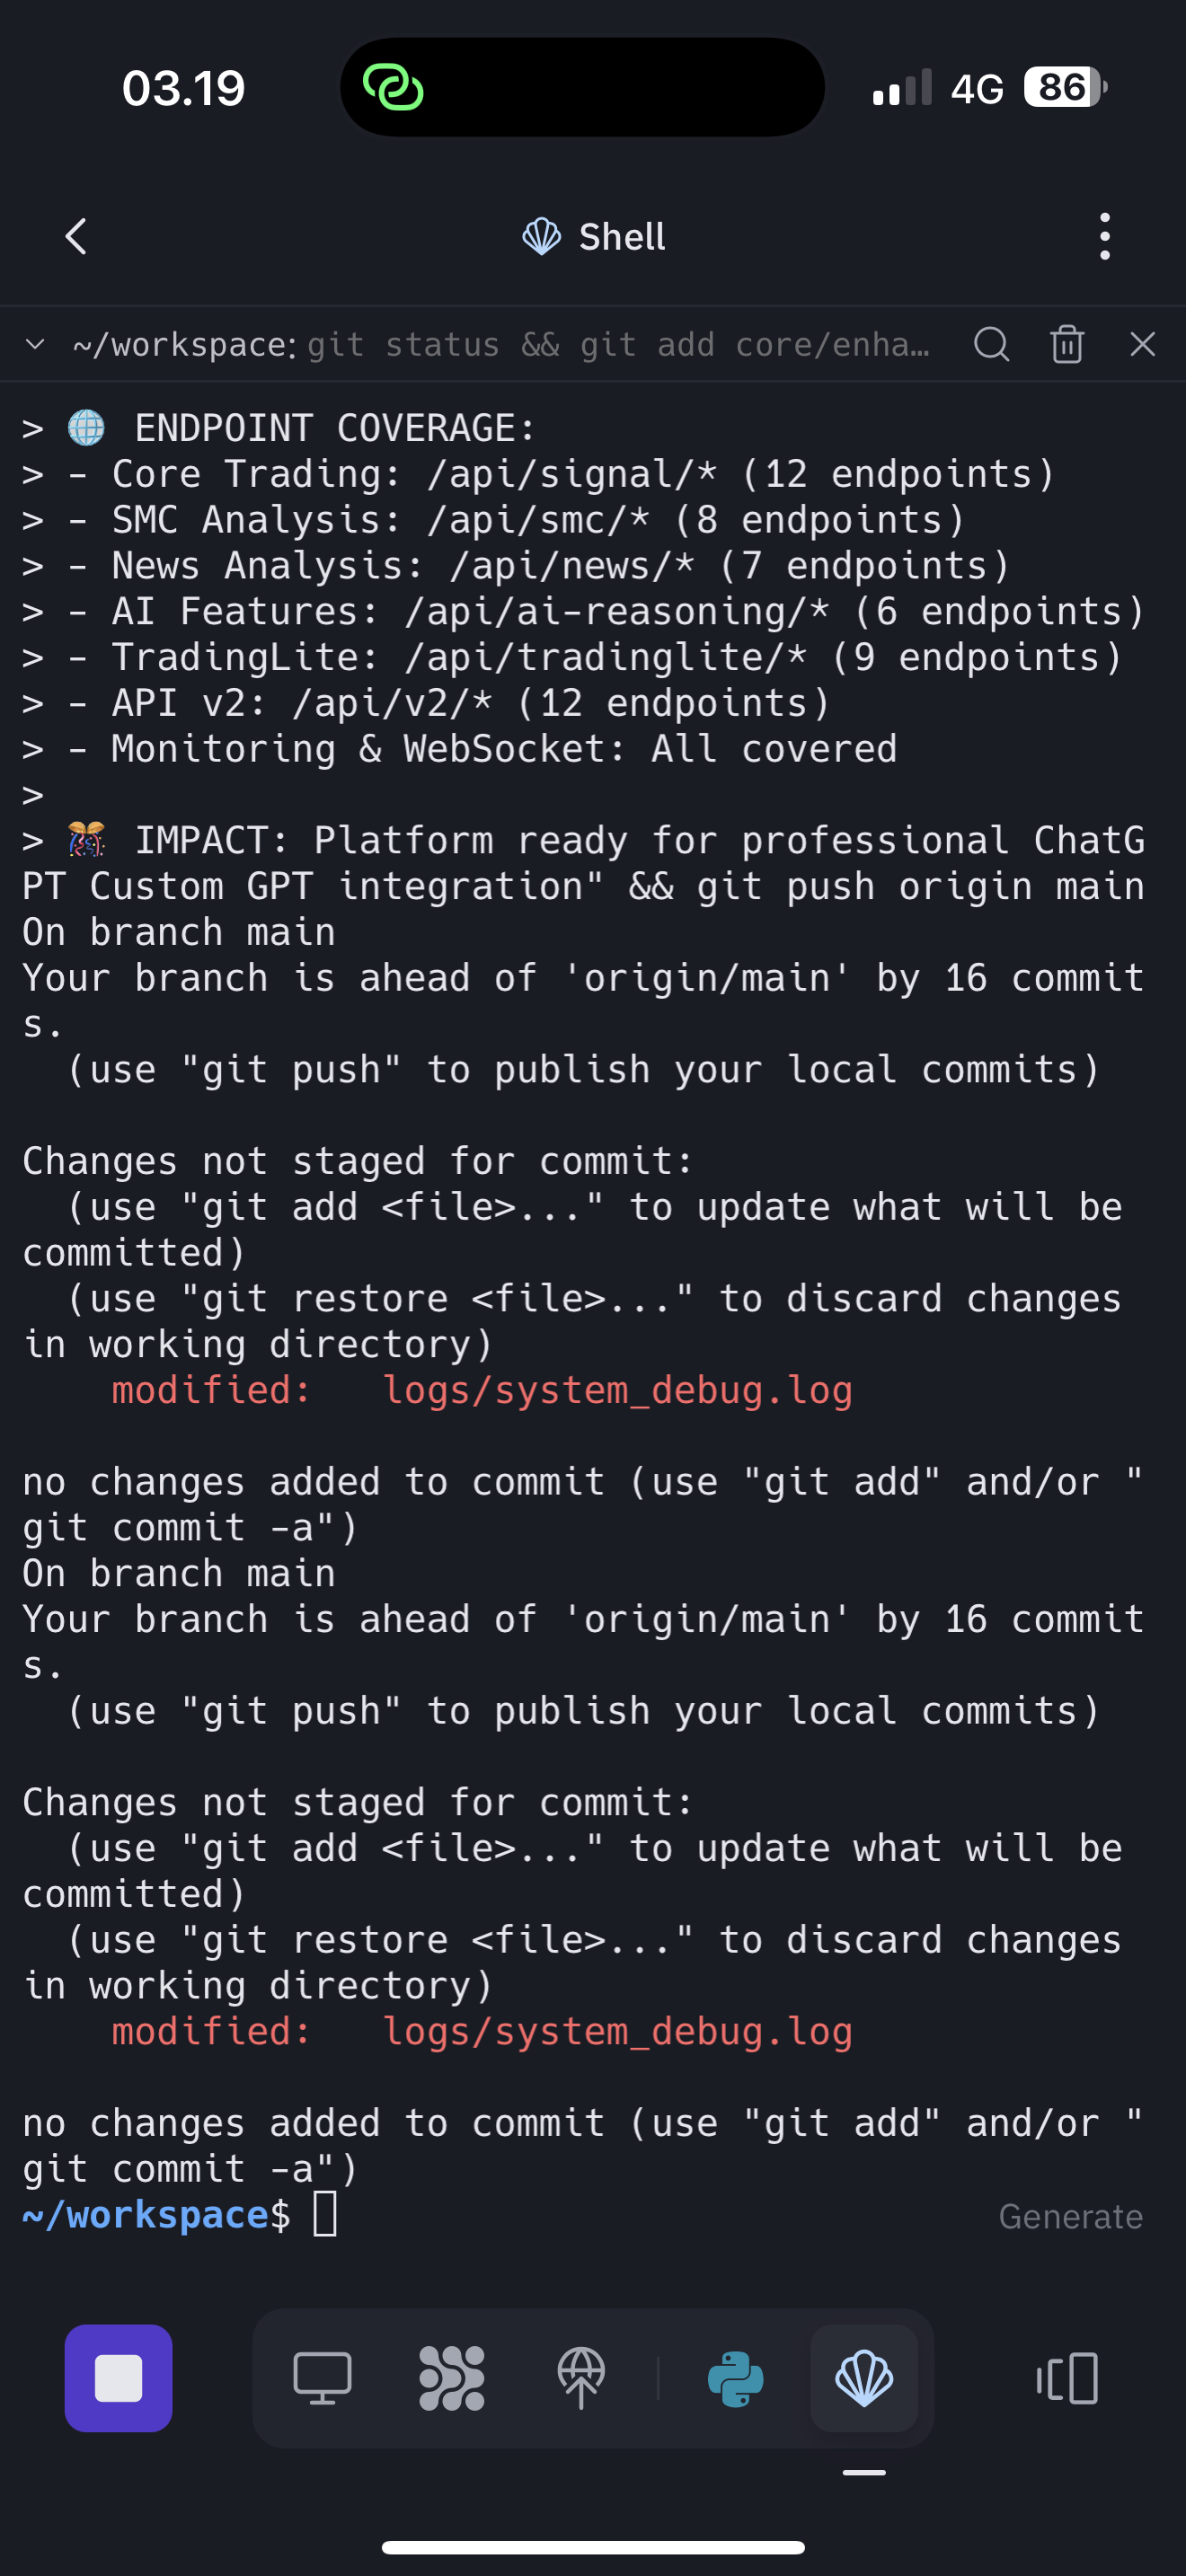 03.19
4G 86
Shell
~/workspace: git status && git add core/enha…
> 🌐 ENDPOINT COVERAGE:
> - Core Trading: /api/signal/* (12 endpoints)
> - SMC Analysis: /api/smc/* (8 endpoints)
> - News Analysis: /api/news/* (7 endpoints)
> - AI Features: /api/ai-reasoning/* (6 endpoints)
> - TradingLite: /api/tradinglite/* (9 endpoints)
> - API v2: /api/v2/* (12 endpoints)
> - Monitoring & WebSocket: All covered
>
> 🎊 IMPACT: Platform ready for professional ChatG
PT Custom GPT integration" && git push origin main
On branch main
Your branch is ahead of 'origin/main' by 16 commit
s.
  (use "git push" to publish your local commits)

Changes not staged for commit:
  (use "git add <file>..." to update what will be
committed)
  (use "git restore <file>..." to discard changes
in working directory)
    modified:   logs/system_debug.log

no changes added to commit (use "git add" and/or "
git commit -a")
On branch main
Your branch is ahead of 'origin/main' by 16 commit
s.
  (use "git push" to publish your local commits)

Changes not staged for commit:
  (use "git add <file>..." to update what will be
committed)
  (use "git restore <file>..." to discard changes
in working directory)
    modified:   logs/system_debug.log

no changes added to commit (use "git add" and/or "
git commit -a")
~/workspace$
Generate